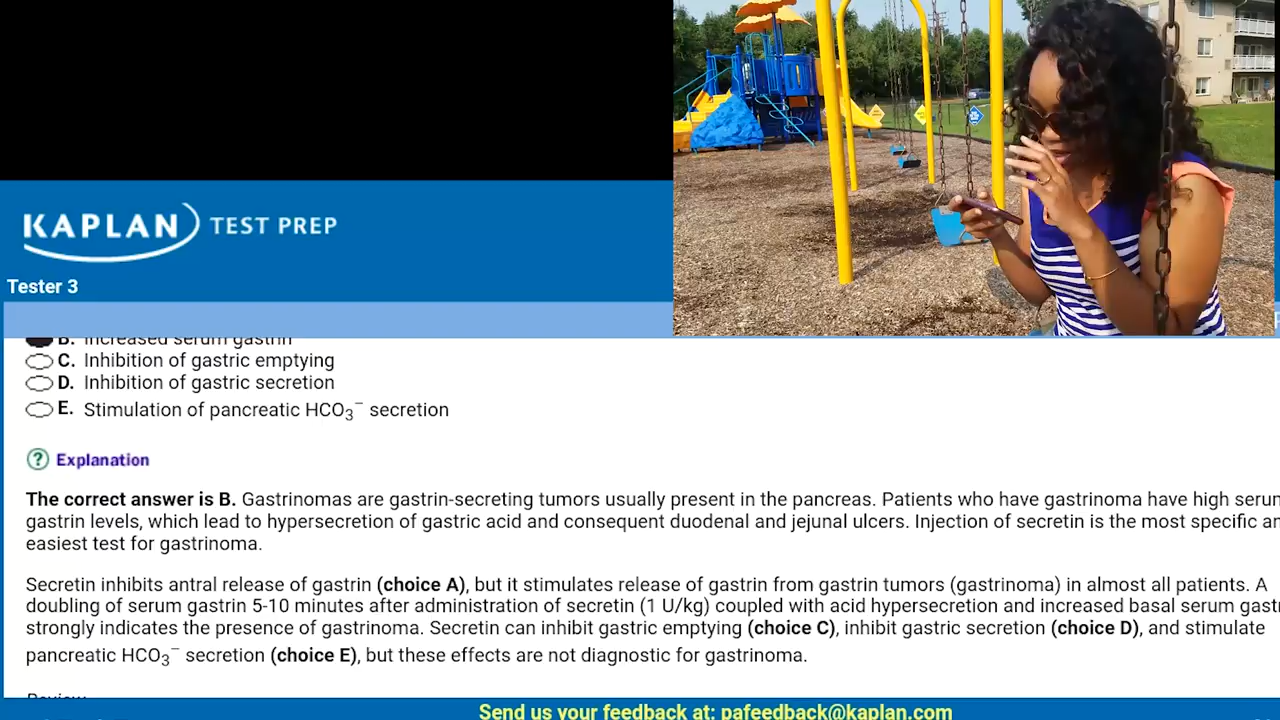 KAPLAN TEST PREP
Tester 3
B. Increased serum gastrin
C. Inhibition of gastric emptying
D. Inhibition of gastric secretion
E. Stimulation of pancreatic HCO₃⁻ secretion
? Explanation
The correct answer is B. Gastrinomas are gastrin-secreting tumors usually present in the pancreas. Patients who have gastrinoma have high serum
gastrin levels, which lead to hypersecretion of gastric acid and consequent duodenal and jejunal ulcers. Injection of secretin is the most specific an
easiest test for gastrinoma.
Secretin inhibits antral release of gastrin (choice A), but it stimulates release of gastrin from gastrin tumors (gastrinoma) in almost all patients. A
doubling of serum gastrin 5-10 minutes after administration of secretin (1 U/kg) coupled with acid hypersecretion and increased basal serum gastr
strongly indicates the presence of gastrinoma. Secretin can inhibit gastric emptying (choice C), inhibit gastric secretion (choice D), and stimulate
pancreatic HCO₃⁻ secretion (choice E), but these effects are not diagnostic for gastrinoma.
Review
Send us your feedback at: pafeedback@kaplan.com